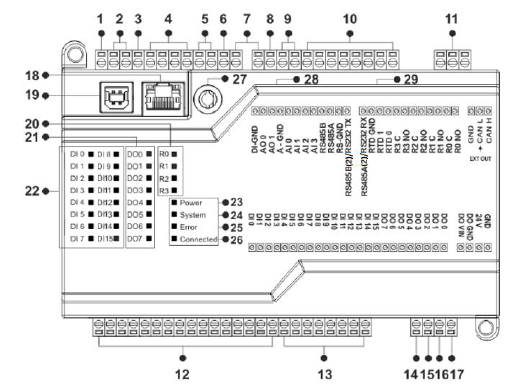 1 2 3 4 5 6 7 8 9 10 11
18
19
20
21
22
27
28
29
DI 0 DI 8 DO0 R0
DI 1 DI 9 DO1 R1
DI 2 DI10 DO2 R2
DI 3 DI11 DO3 R3
DI 4 DI12 DO4
DI 5 DI13 DO5
DI 6 DI14 DO6
DI 7 DI15 DO7
Power 23
System 24
Error 25
Connected 26
DI-GND
AO 0
AO 1
A - GND
AI 0
AI 1
AI 2
AI 3
RS485B
RS485A
RS-GND
RS485B(2)/RS232 TX
RS485A(2)/RS232 RX
RTD GND
RTD 1
RTD 0
R3 C
R3 NO
R2 C
R2 NO
R1 C
R1 NO
R0 C
R0 NO
GND
+ CAN L
CAN H
EXT OUT
DI0
DI1
DI2
DI3
DI4
DI5
DI6
DI7
DI8
DI9
DI10
DI11
DI12
DI13
DI14
DI15
DO7
DO6
DO5
DO4
DO3
DO2
DO1
DO0
DO VIN
DO GND
24 V
GND
12 13 14 15 16 17